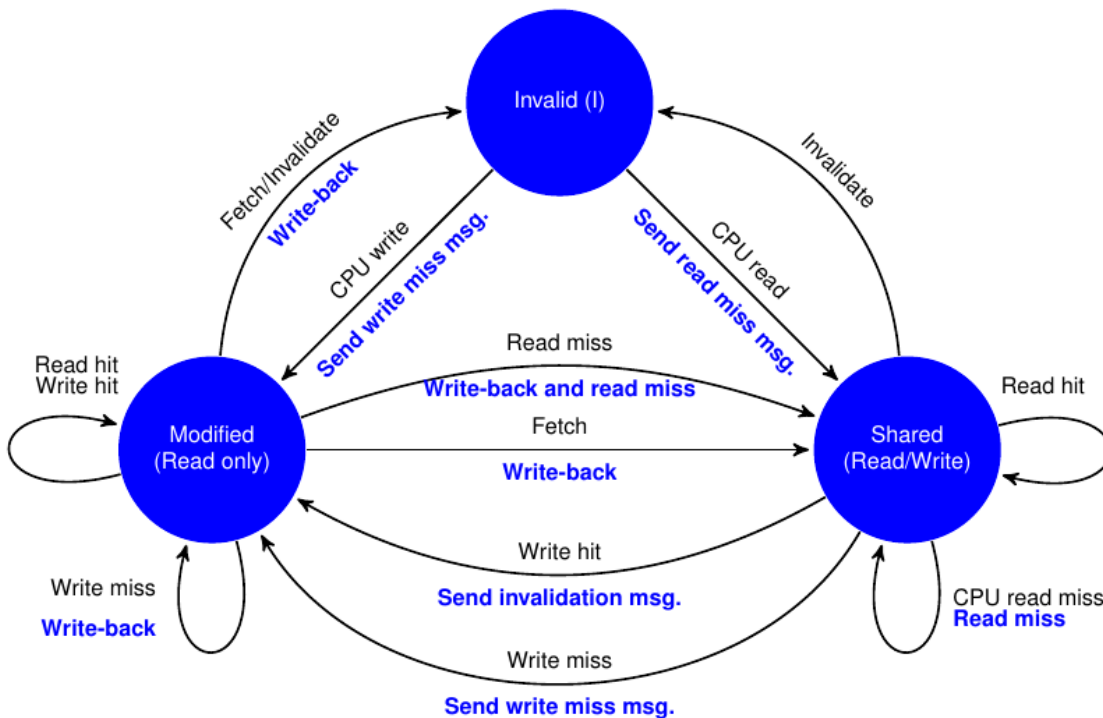 Invalid (I)
Fetch/Invalidate
Write-back
CPU write
Send write miss msg.
CPU read
Send read miss msg.
Invalidate
Read hit
Write hit
Modified
(Read only)
Read miss
Write-back and read miss
Fetch
Write-back
Shared
(Read/Write)
Read hit
Write hit
Send invalidation msg.
Write miss
Write-back
CPU read miss
Read miss
Write miss
Send write miss msg.